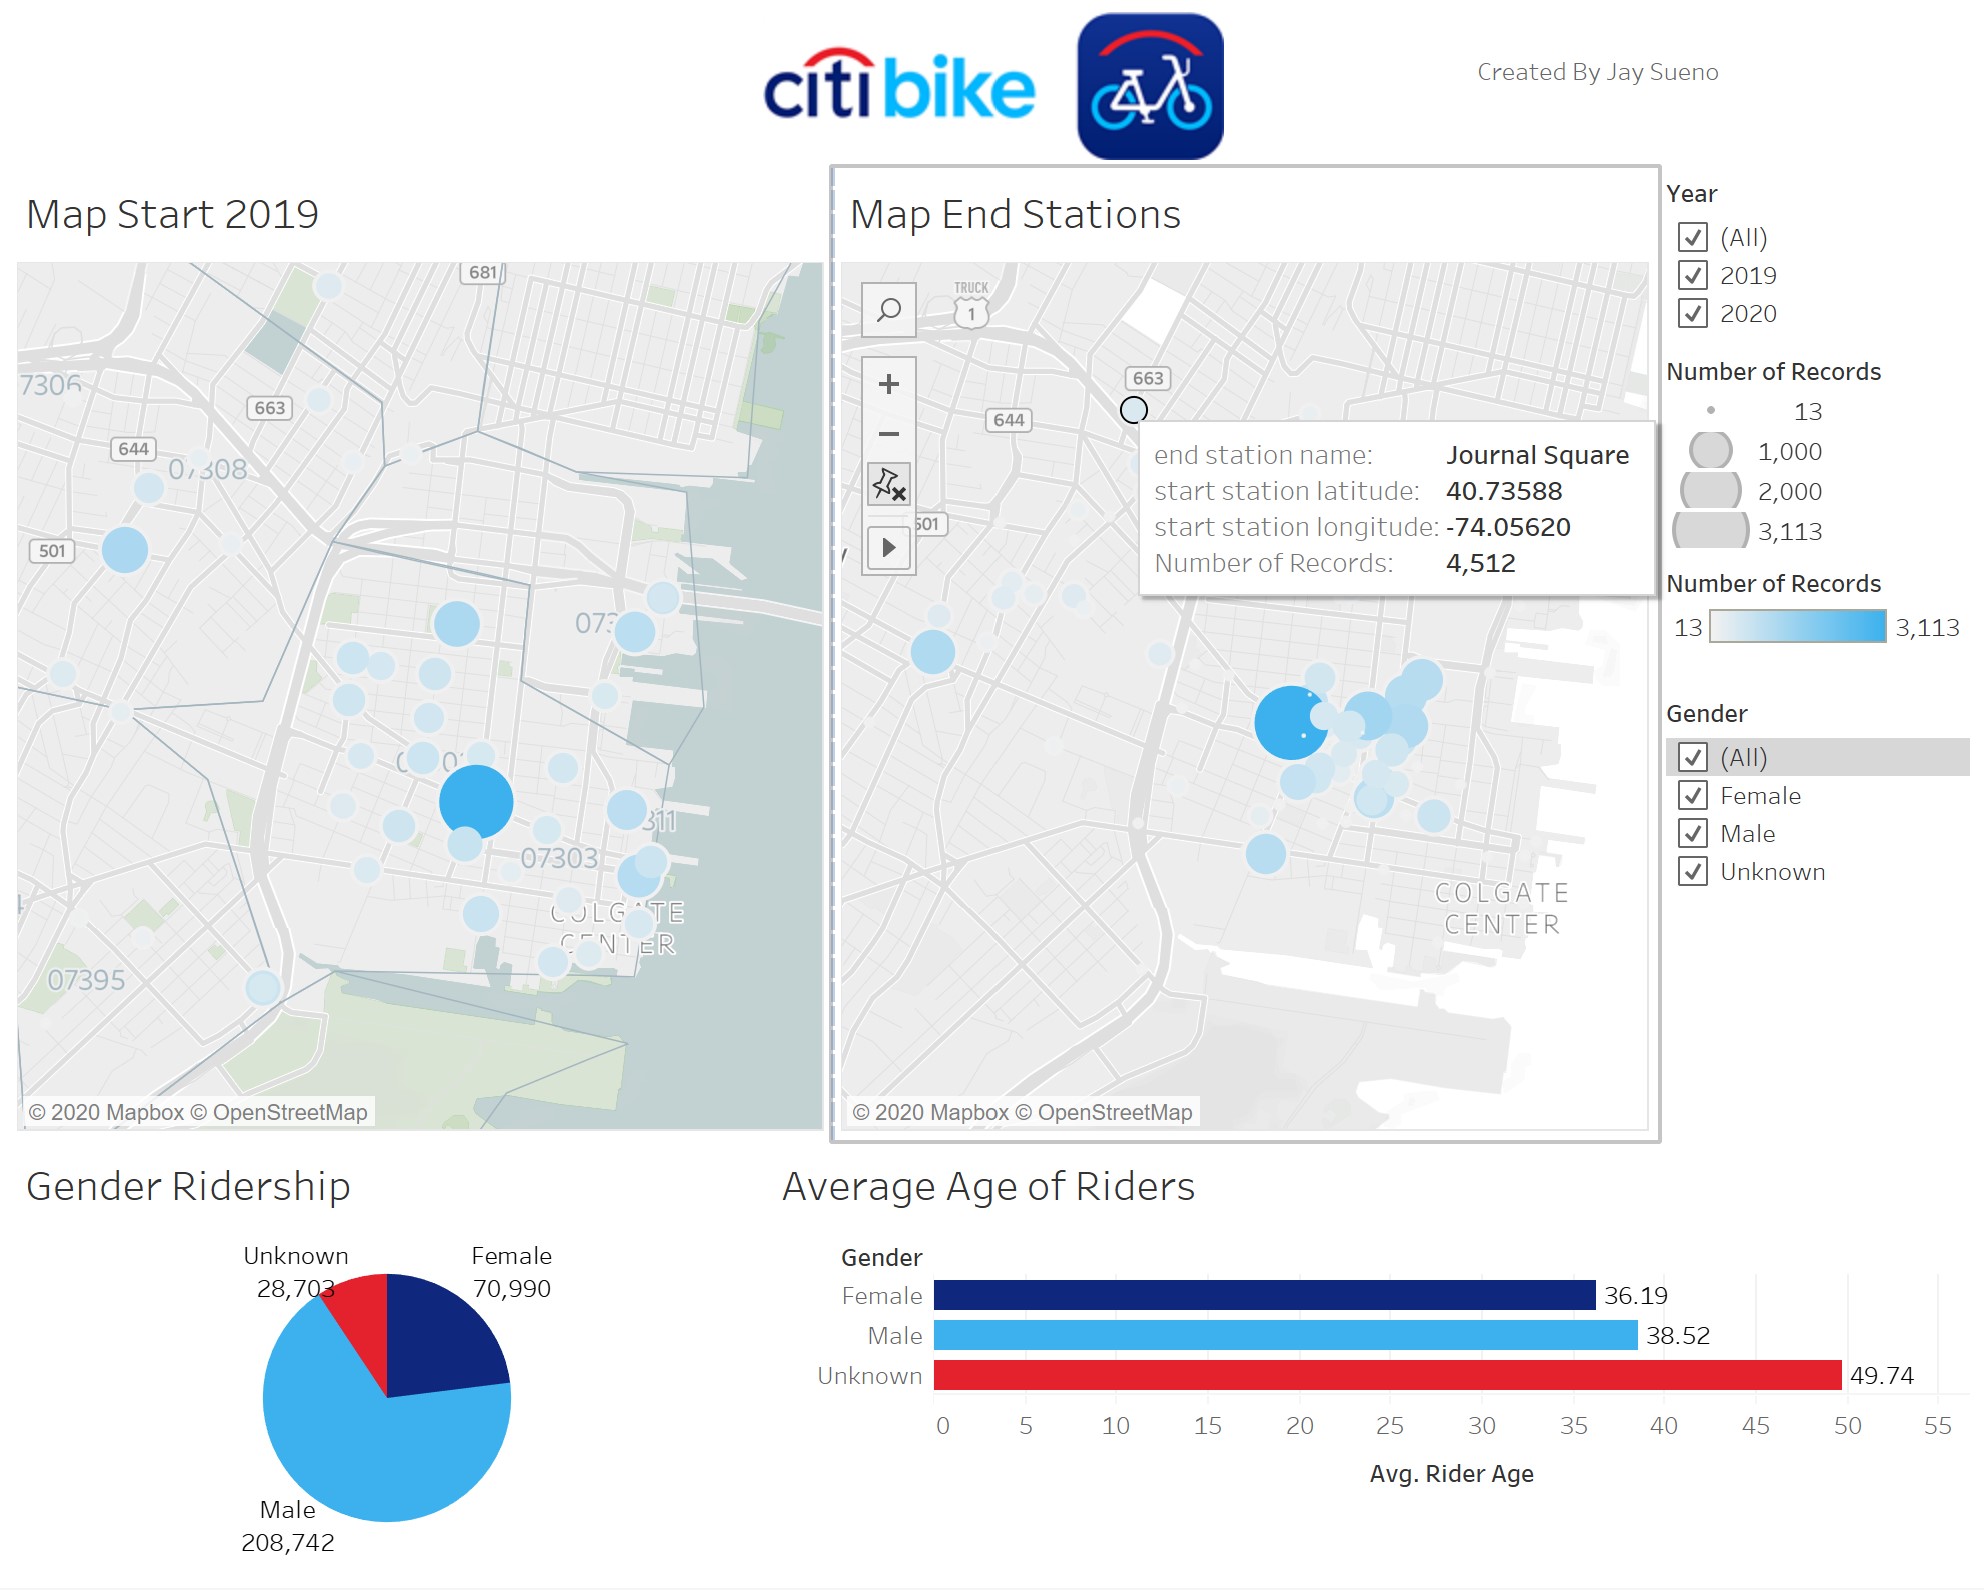 citi bike
Created By Jay Sueno
Map Start 2019
681
7306
663
644
07308
501
073
07303
311
COLGATE
CENTER
07395
© 2020 Mapbox © OpenStreetMap
Map End Stations
TRUCK
1
663
644
501
end station name: Journal Square
start station latitude: 40.73588
start station longitude: -74.05620
Number of Records: 4,512
COLGATE
CENTER
© 2020 Mapbox © OpenStreetMap
Year
(All)
2019
2020
Number of Records
13
1,000
2,000
3,113
Number of Records
13 3,113
Gender
(All)
Female
Male
Unknown
Gender Ridership
Unknown
28,703
Female
70,990
Male
208,742
Average Age of Riders
Gender
Female 36.19
Male 38.52
Unknown 49.74
0 5 10 15 20 25 30 35 40 45 50 55
Avg. Rider Age